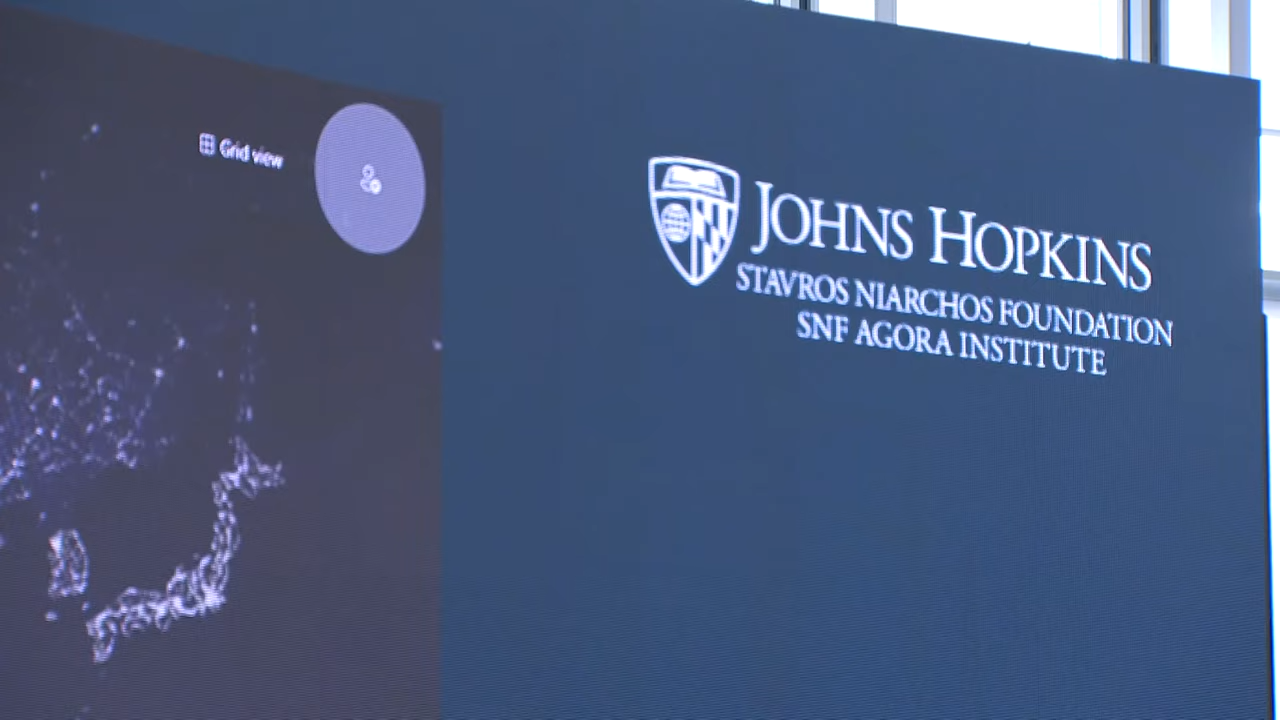 Grid view
JOHNS HOPKINS
STAVROS NIARCHOS FOUNDATION
SNF AGORA INSTITUTE